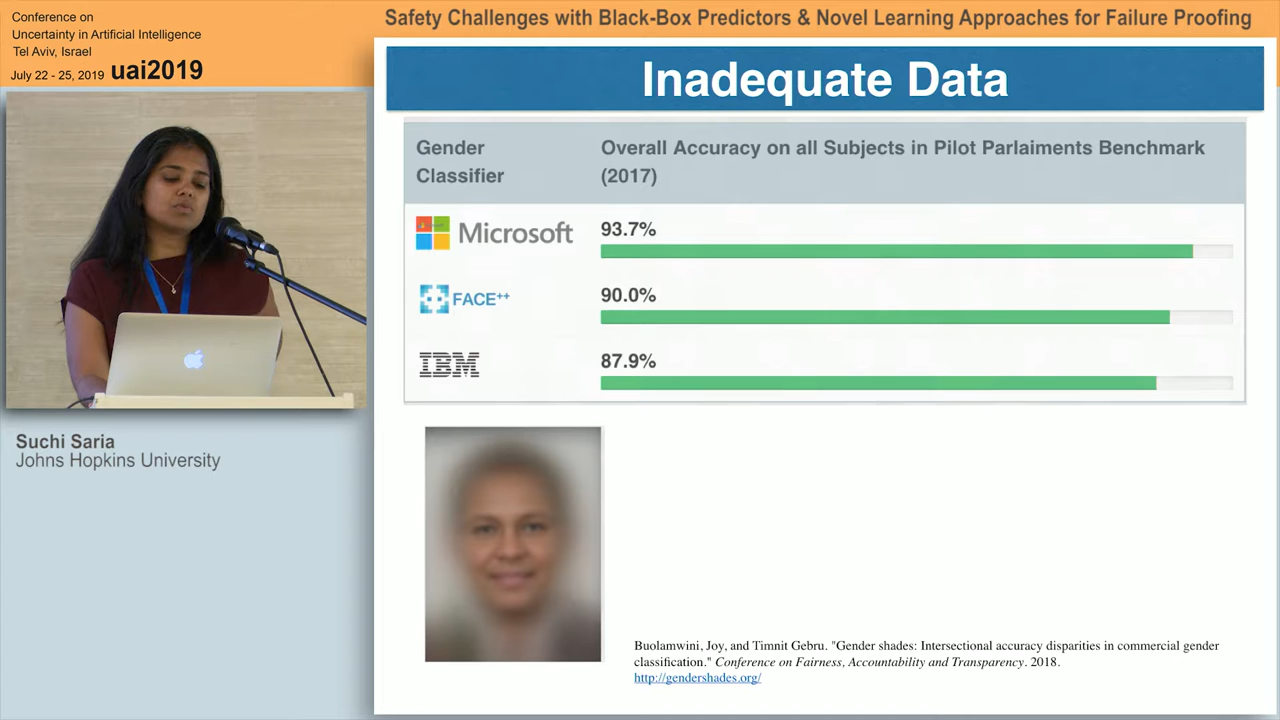 Conference on
Uncertainty in Artificial Intelligence
Tel Aviv, Israel
July 22 - 25, 2019 uai2019
Safety Challenges with Black-Box Predictors & Novel Learning Approaches for Failure Proofing
Inadequate Data
Gender
Classifier
Overall Accuracy on all Subjects in Pilot Parlaiments Benchmark
(2017)
Microsoft
93.7%
FACE++
90.0%
IBM
87.9%
Suchi Saria
Johns Hopkins University
Buolamwini, Joy, and Timnit Gebru. "Gender shades: Intersectional accuracy disparities in commercial gender
classification." Conference on Fairness, Accountability and Transparency. 2018.
http://gendershades.org/